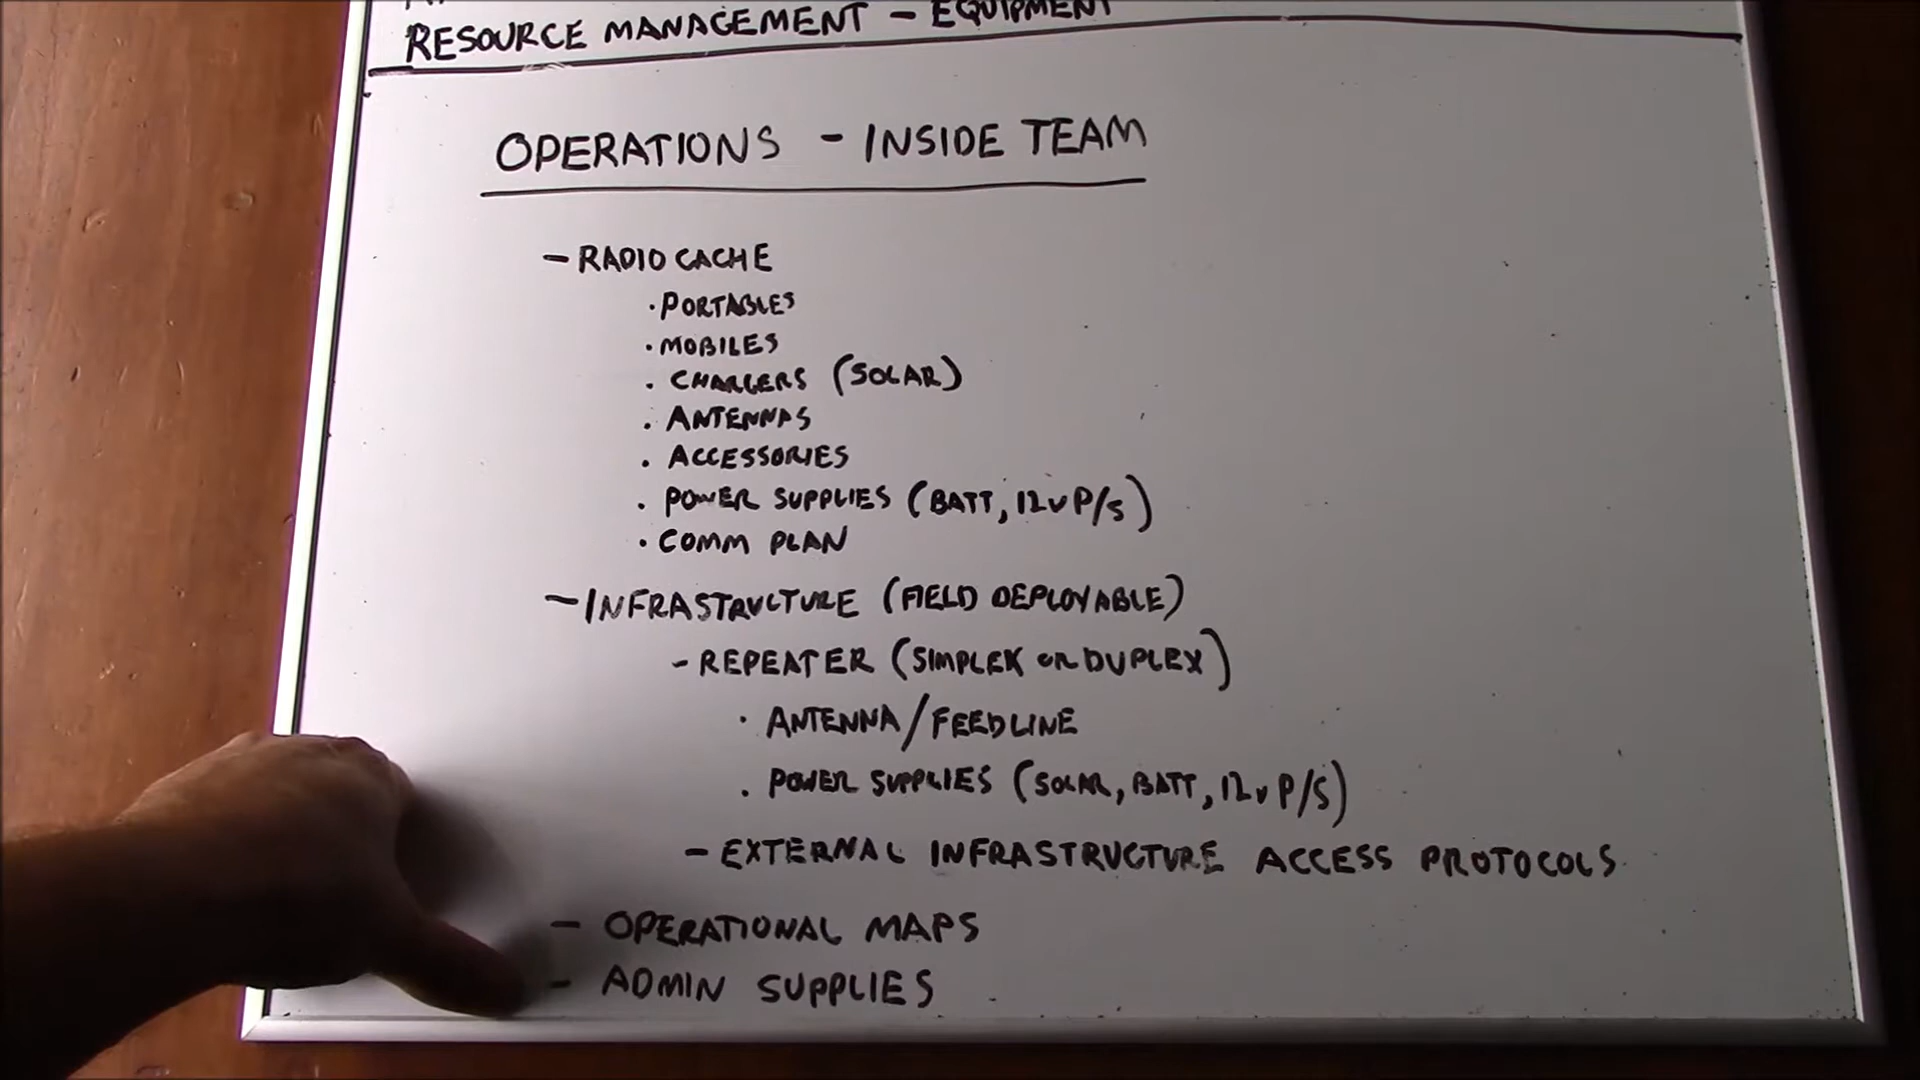 RESOURCE MANAGEMENT – EQUIPMENT
OPERATIONS - INSIDE TEAM
- RADIO CACHE
· PORTABLES
· MOBILES
· CHARGERS (SOLAR)
· ANTENNAS
· ACCESSORIES
· POWER SUPPLIES (BATT, 12v P/S)
· COMM PLAN
- INFRASTRUCTURE (FIELD DEPLOYABLE)
- REPEATER (SIMPLEX OR DUPLEX)
· ANTENNA/FEEDLINE
· POWER SUPPLIES (SOLAR, BATT, 12v P/S)
- EXTERNAL INFRASTRUCTURE ACCESS PROTOCOLS
- OPERATIONAL MAPS
- ADMIN SUPPLIES